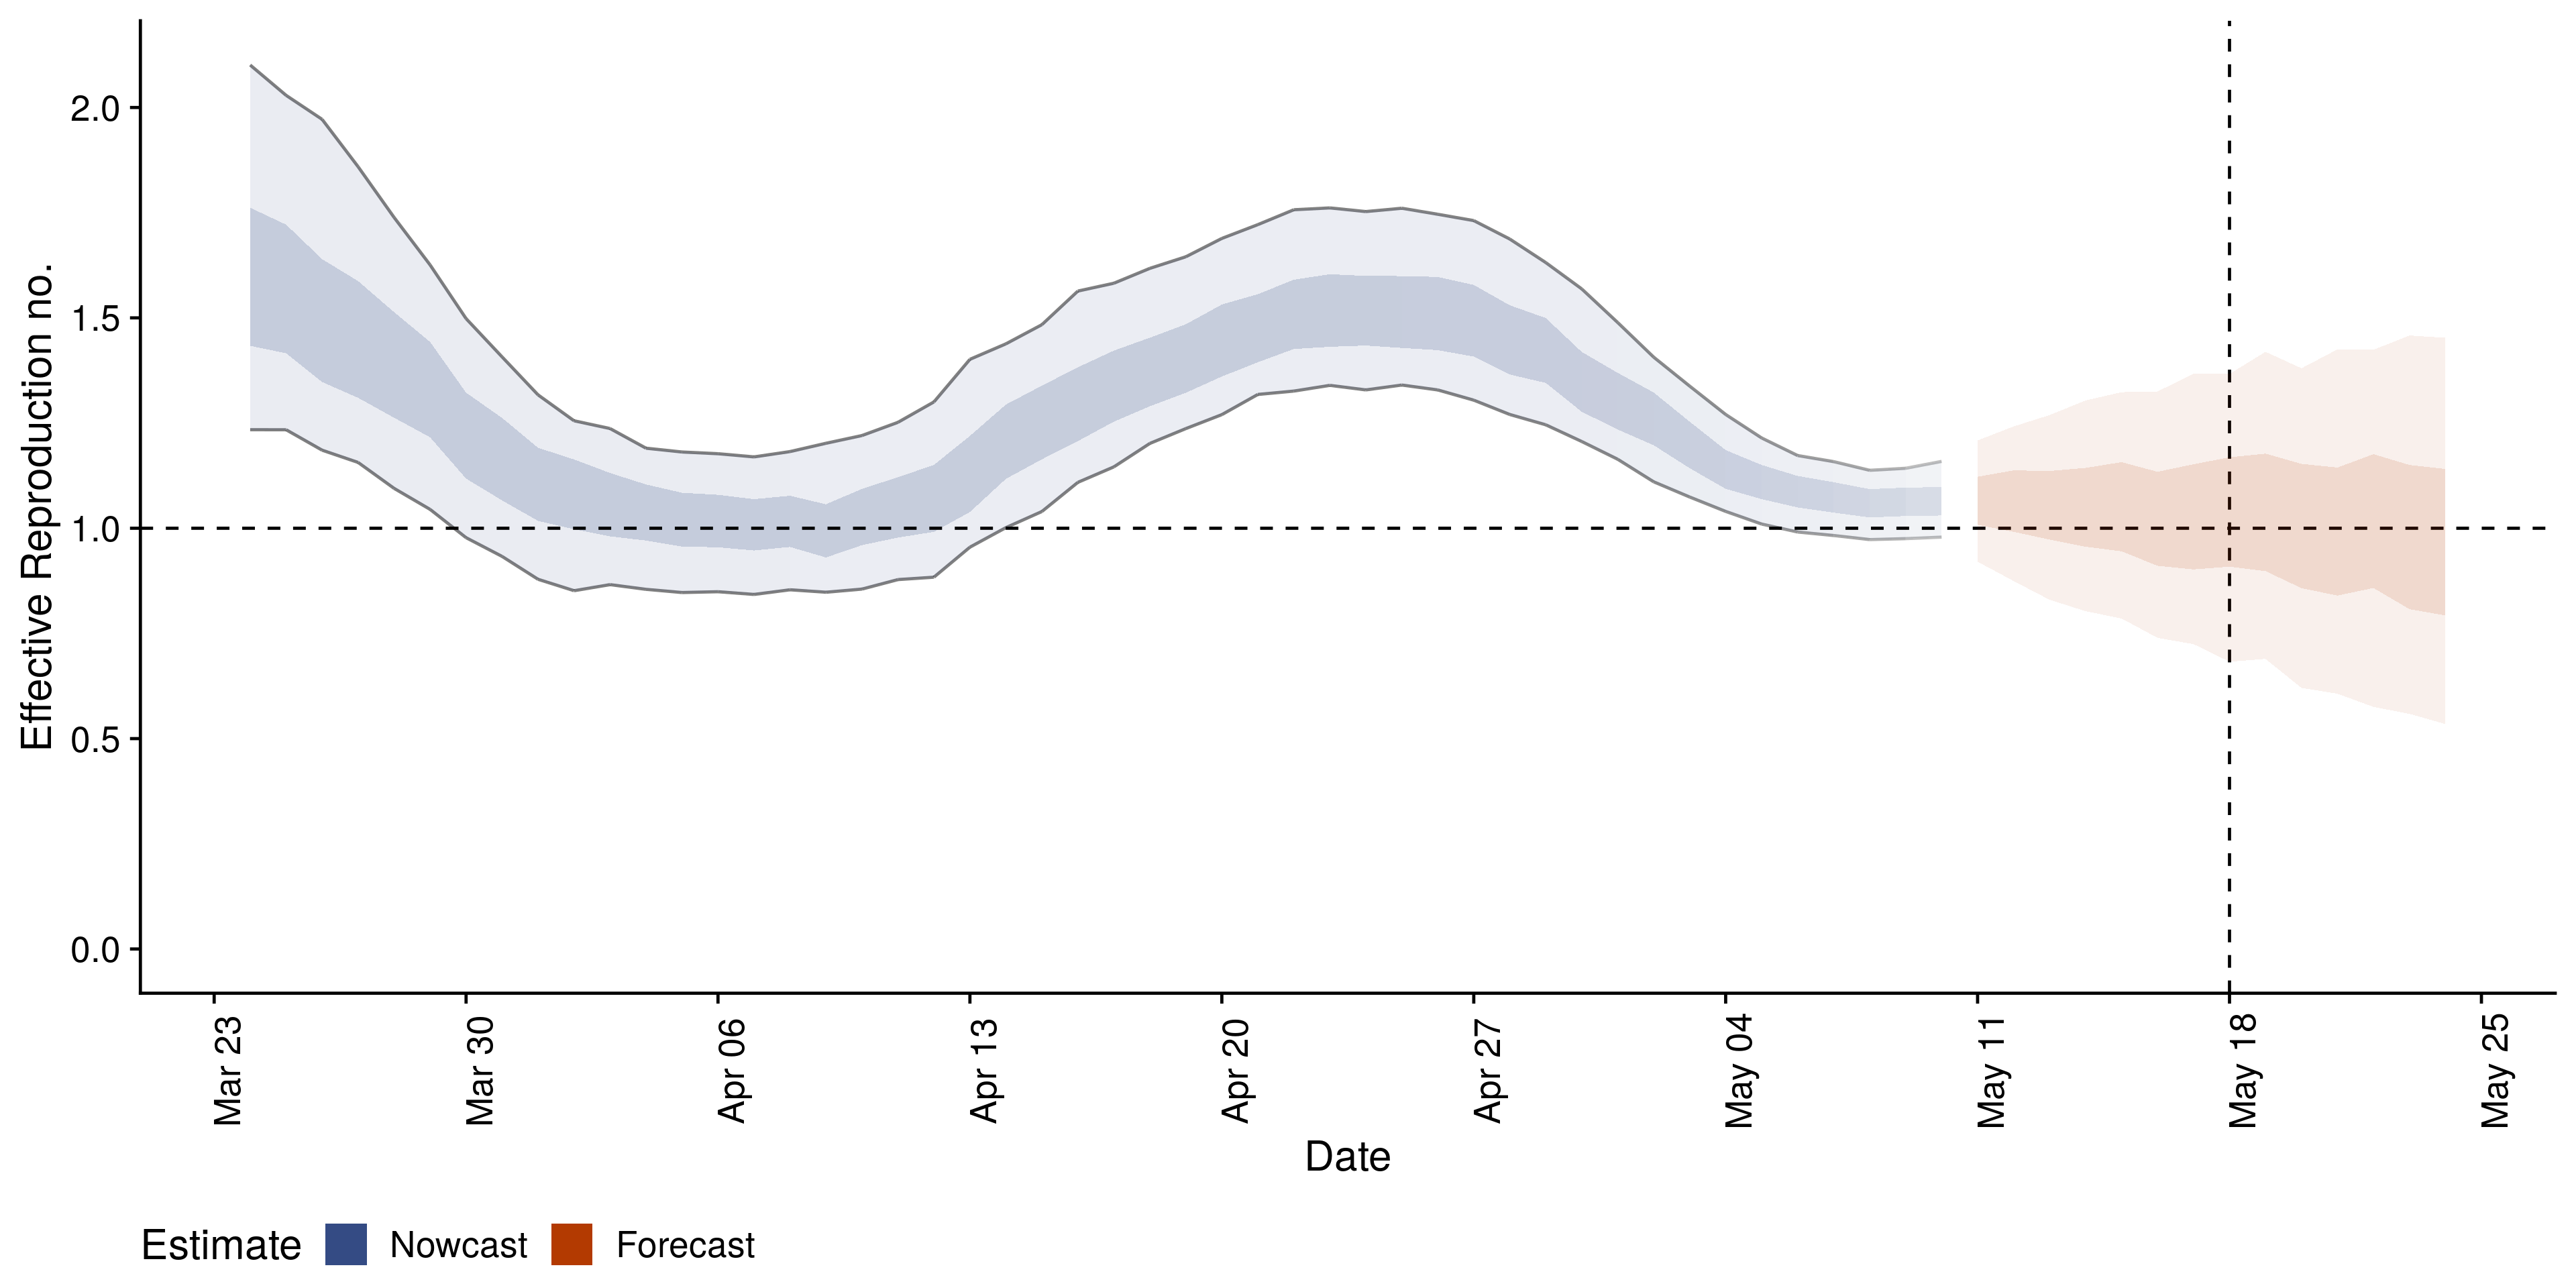 Effective Reproduction no.
2.0
1.5
1.0
0.5
0.0
Mar 23
Mar 30
Apr 06
Apr 13
Apr 20
Apr 27
May 04
May 11
May 18
May 25
Date
Estimate Nowcast Forecast